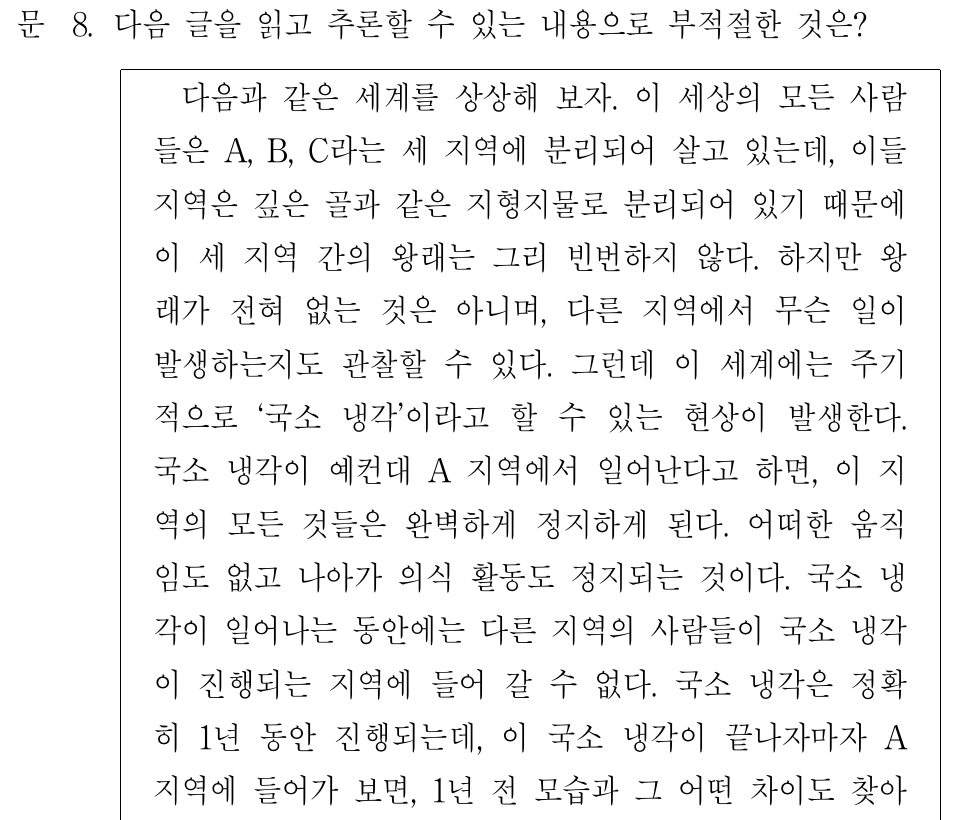 문 8. 다음 글을 읽고 추론할 수 있는 내용으로 부적절한 것은?
다음과 같은 세계를 상상해 보자. 이 세상의 모든 사람
들은 A, B, C라는 세 지역에 분리되어 살고 있는데, 이들
지역은 깊은 골과 같은 지형지물로 분리되어 있기 때문에
이 세 지역 간의 왕래는 그리 빈번하지 않다. 하지만 왕
래가 전혀 없는 것은 아니며, 다른 지역에서 무슨 일이
발생하는지도 관찰할 수 있다. 그런데 이 세계에는 주기
적으로 ‘국소 냉각’이라고 할 수 있는 현상이 발생한다.
국소 냉각이 예컨대 A 지역에서 일어난다고 하면, 이 지
역의 모든 것들은 완벽하게 정지하게 된다. 어떠한 움직
임도 없고 나아가 의식 활동도 정지되는 것이다. 국소 냉
각이 일어나는 동안에는 다른 지역의 사람들이 국소 냉각
이 진행되는 지역에 들어 갈 수 없다. 국소 냉각은 정확
히 1년 동안 진행되는데, 이 국소 냉각이 끝나자마자 A
지역에 들어가 보면, 1년 전 모습과 그 어떤 차이도 찾아